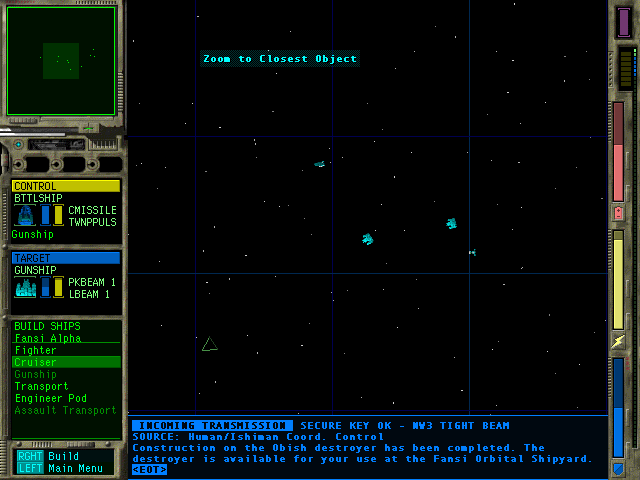 Zoom to Closest Object
CONTROL
BTTLSHIP
CMISSILE
TWNPPULS
Gunship
TARGET
GUNSHIP
PKBEAM 1
LBEAM 1
BUILD SHIPS
Fansi Alpha
Fighter
Cruiser
Gunship
Transport
Engineer Pod
Assault Transport
RGHT Build
LEFT Main Menu
INCOMING TRANSMISSION SECURE KEY OK - NW3 TIGHT BEAM
SOURCE: Human/Ishiman Coord. Control
Construction on the Obish destroyer has been completed. The
destroyer is available for your use at the Fansi Orbital Shipyard.
<EOT>